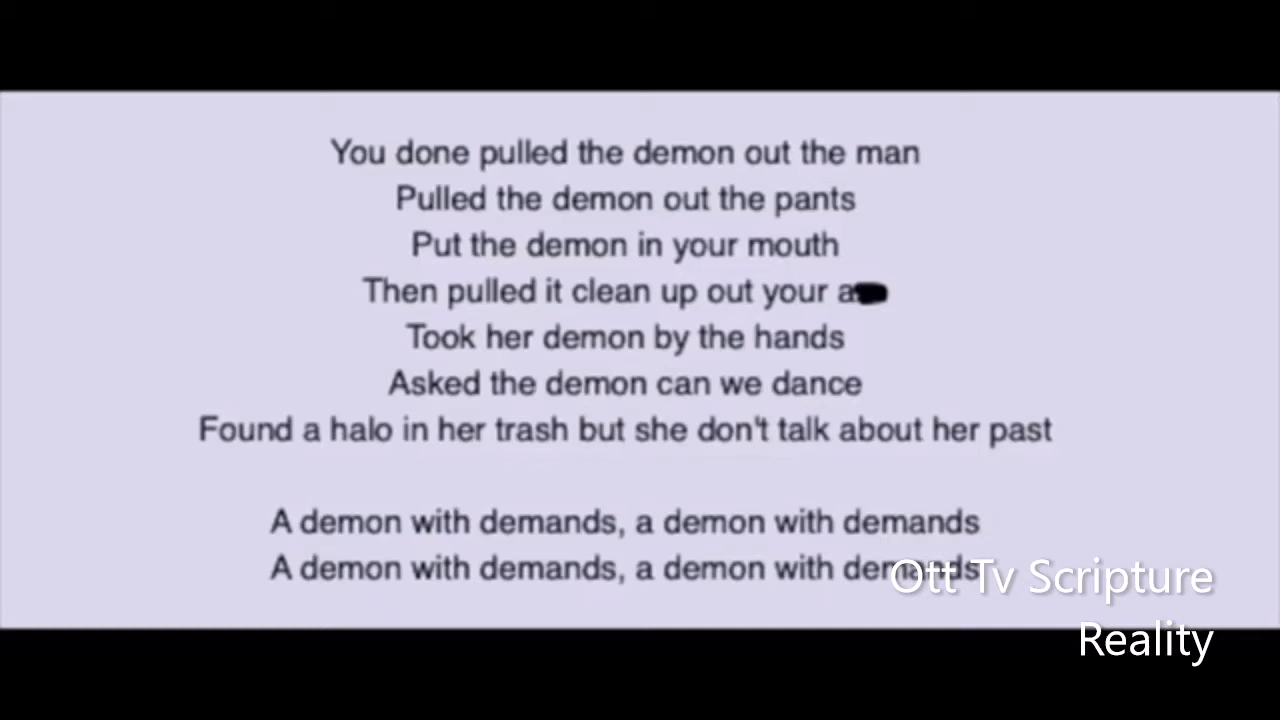 You done pulled the demon out the man
Pulled the demon out the pants
Put the demon in your mouth
Then pulled it clean up out your a
Took her demon by the hands
Asked the demon can we dance
Found a halo in her trash but she don't talk about her past
A demon with demands, a demon with demands
A demon with demands, a demon with demands
Ott Tv Scripture
Reality